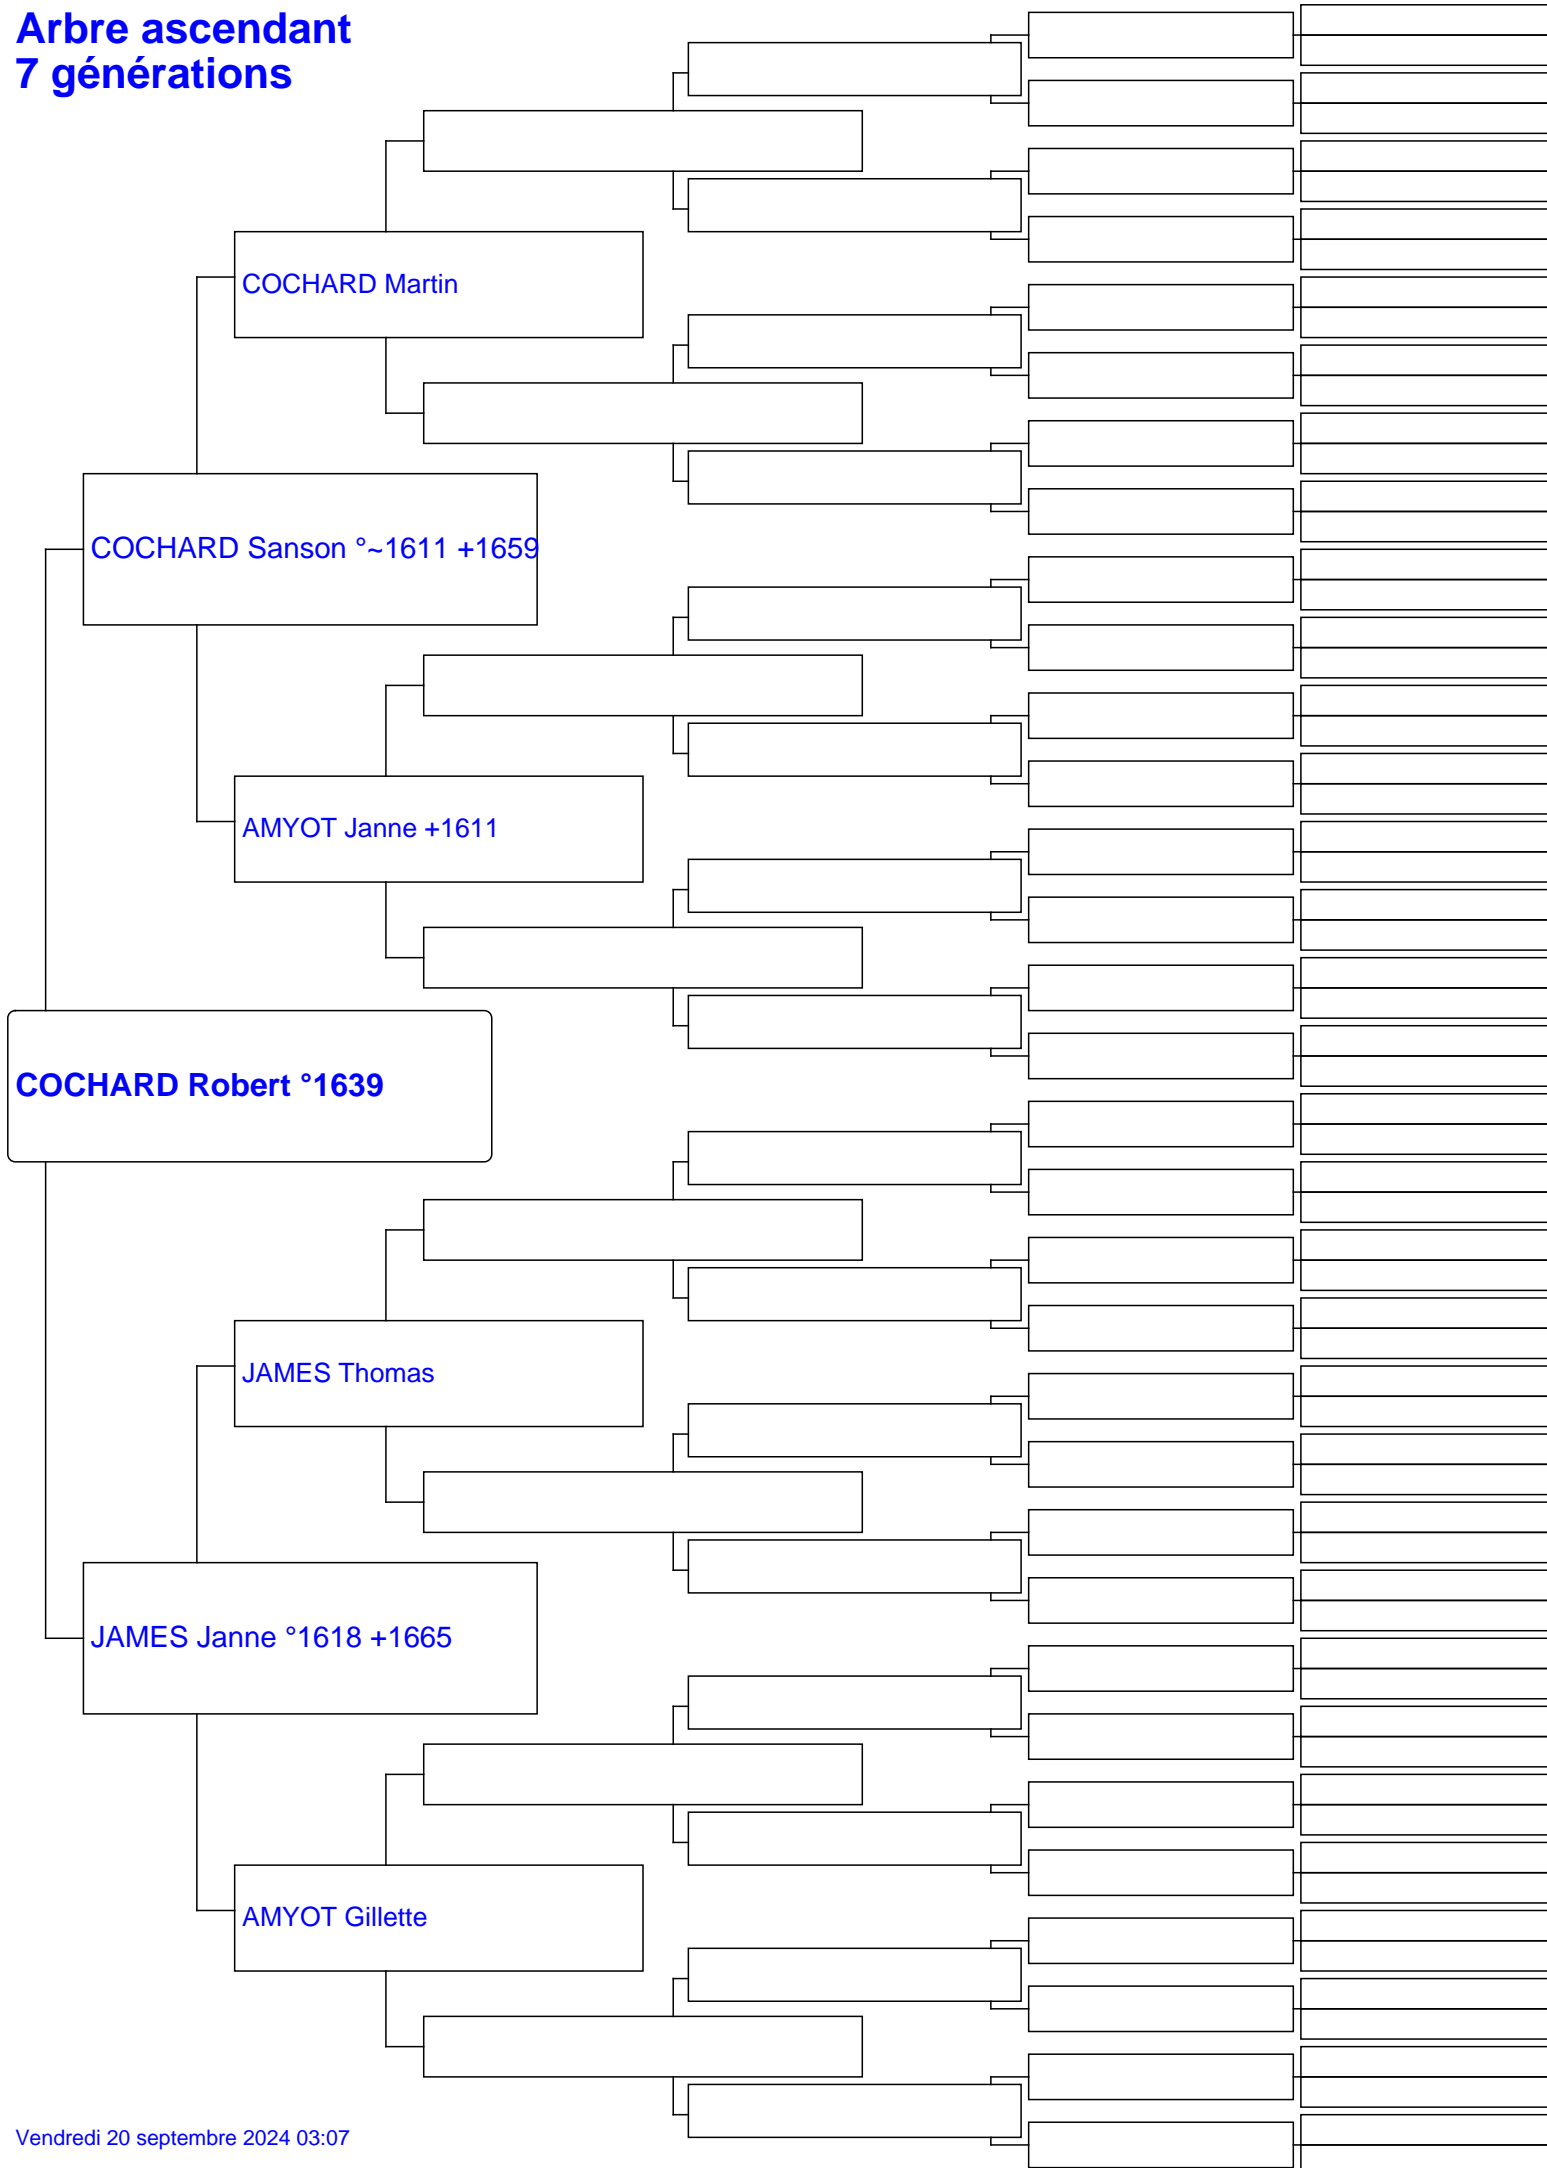 Arbre ascendant
7 générations
COCHARD Martin
COCHARD Sanson °~1611 +1659
AMYOT Janne +1611
COCHARD Robert °1639
JAMES Thomas
JAMES Janne °1618 +1665
AMYOT Gillette
Vendredi 20 septembre 2024 03:07